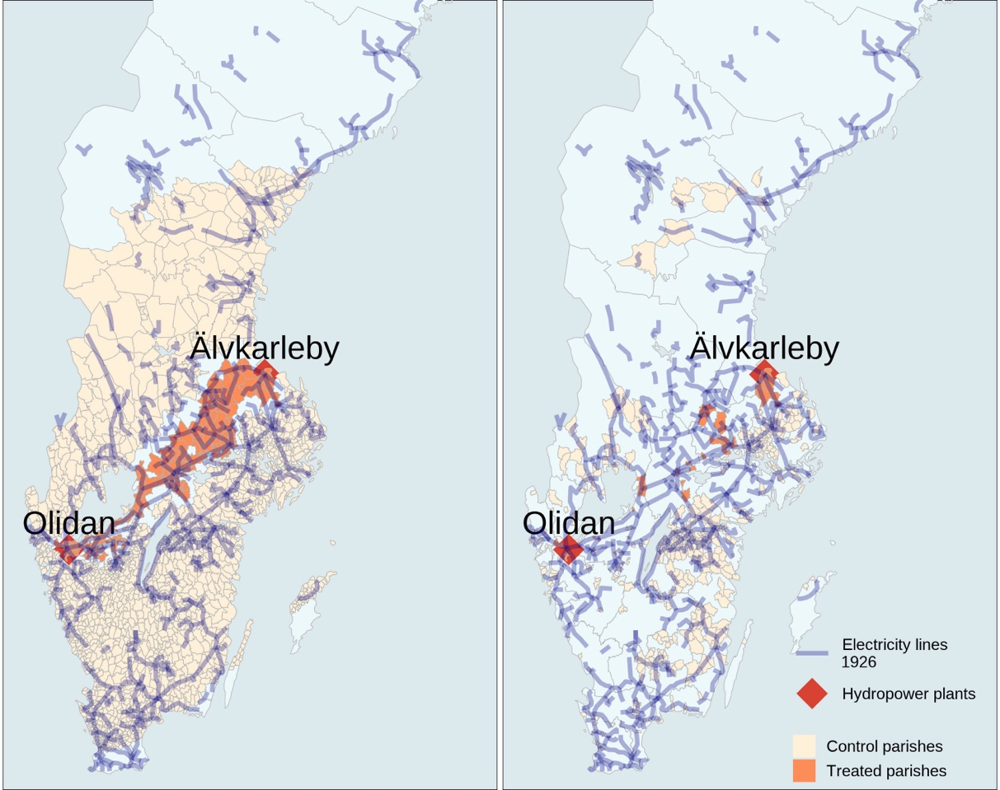 Älvkarleby
Olidan
Älvkarleby
Olidan
Electricity lines
1926
Hydropower plants
Control parishes
Treated parishes